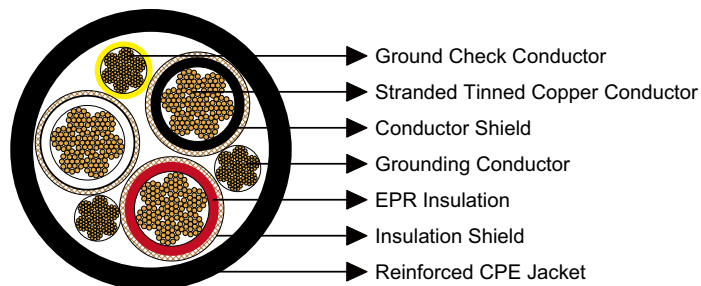 Ground Check Conductor
Stranded Tinned Copper Conductor
Conductor Shield
Grounding Conductor
EPR Insulation
Insulation Shield
Reinforced CPE Jacket